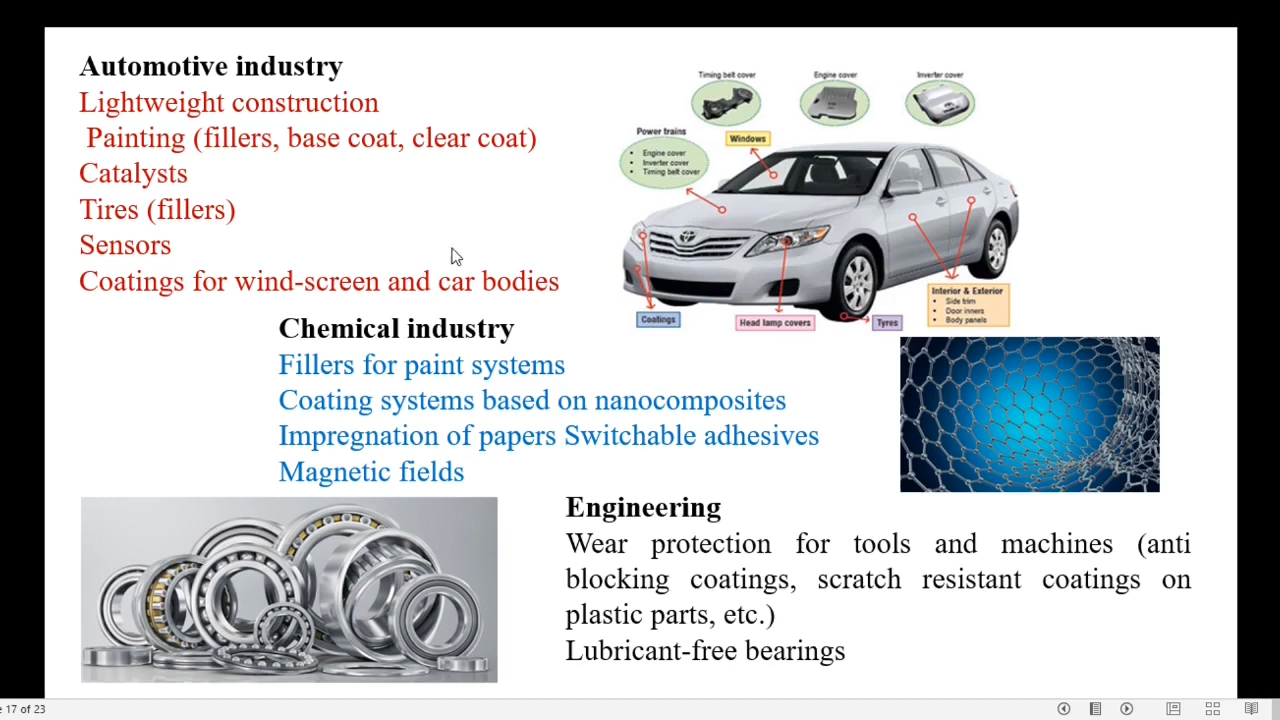 Automotive industry
Lightweight construction
Painting (fillers, base coat, clear coat)
Catalysts
Tires (fillers)
Sensors
Coatings for wind-screen and car bodies
Timing belt cover
Engine cover
Inverter cover
Power trains
• Engine cover
• Inverter cover
• Timing belt cover
Windows
Coatings
Head lamp covers
Tyres
Interior & Exterior
• Side trim
• Door inners
• Body panels
Chemical industry
Fillers for paint systems
Coating systems based on nanocomposites
Impregnation of papers Switchable adhesives
Magnetic fields
Engineering
Wear protection for tools and machines (anti
blocking coatings, scratch resistant coatings on
plastic parts, etc.)
Lubricant-free bearings
17 of 23